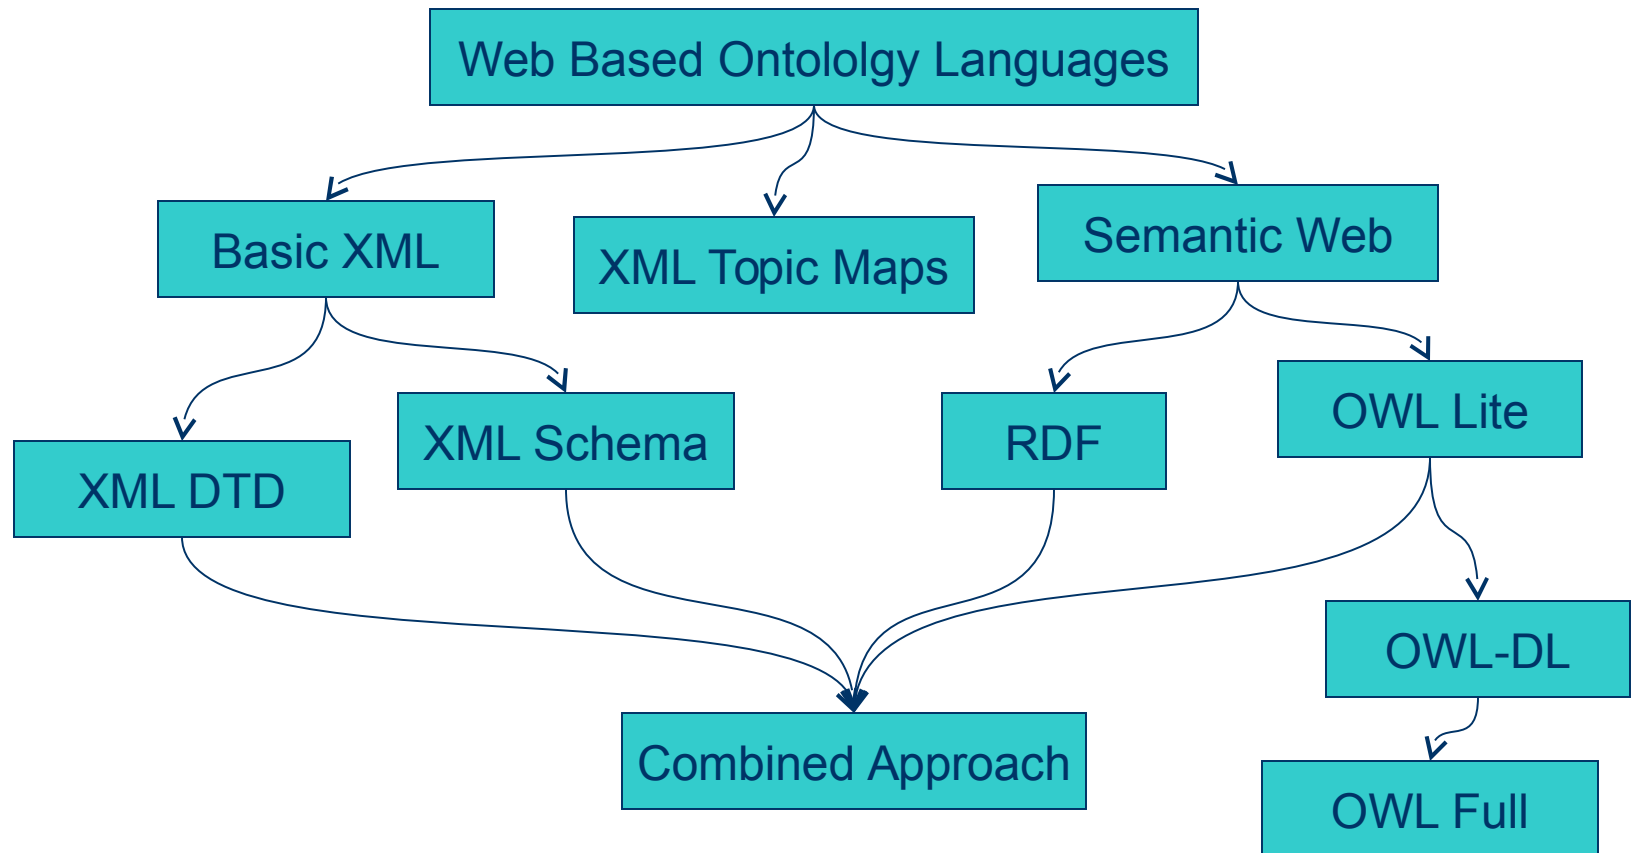 Web Based Ontololgy Languages
Basic XML
XML Topic Maps
Semantic Web
XML DTD
XML Schema
RDF
OWL Lite
OWL-DL
Combined Approach
OWL Full